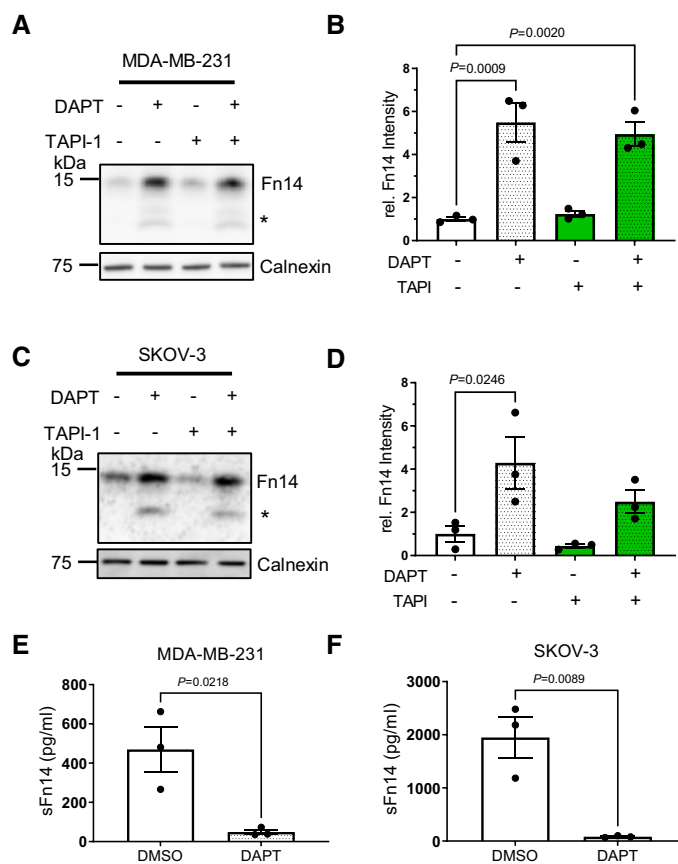 A
MDA-MB-231
DAPT - + - +
TAPI-1 - - + +
kDa
15 Fn14
*
75 Calnexin
B
P=0.0020
P=0.0009
8
6
4
2
0
rel. Fn14 Intensity
DAPT - + - +
TAPI - - + +
C
SKOV-3
DAPT - + - +
TAPI-1 - - + +
kDa
15 Fn14
*
75 Calnexin
D
P=0.0246
8
6
4
2
0
rel. Fn14 Intensity
DAPT - + - +
TAPI - - + +
E
MDA-MB-231
P=0.0218
800
600
400
200
0
sFn14 (pg/ml)
DMSO DAPT
F
SKOV-3
P=0.0089
3000
2000
1000
0
sFn14 (pg/ml)
DMSO DAPT